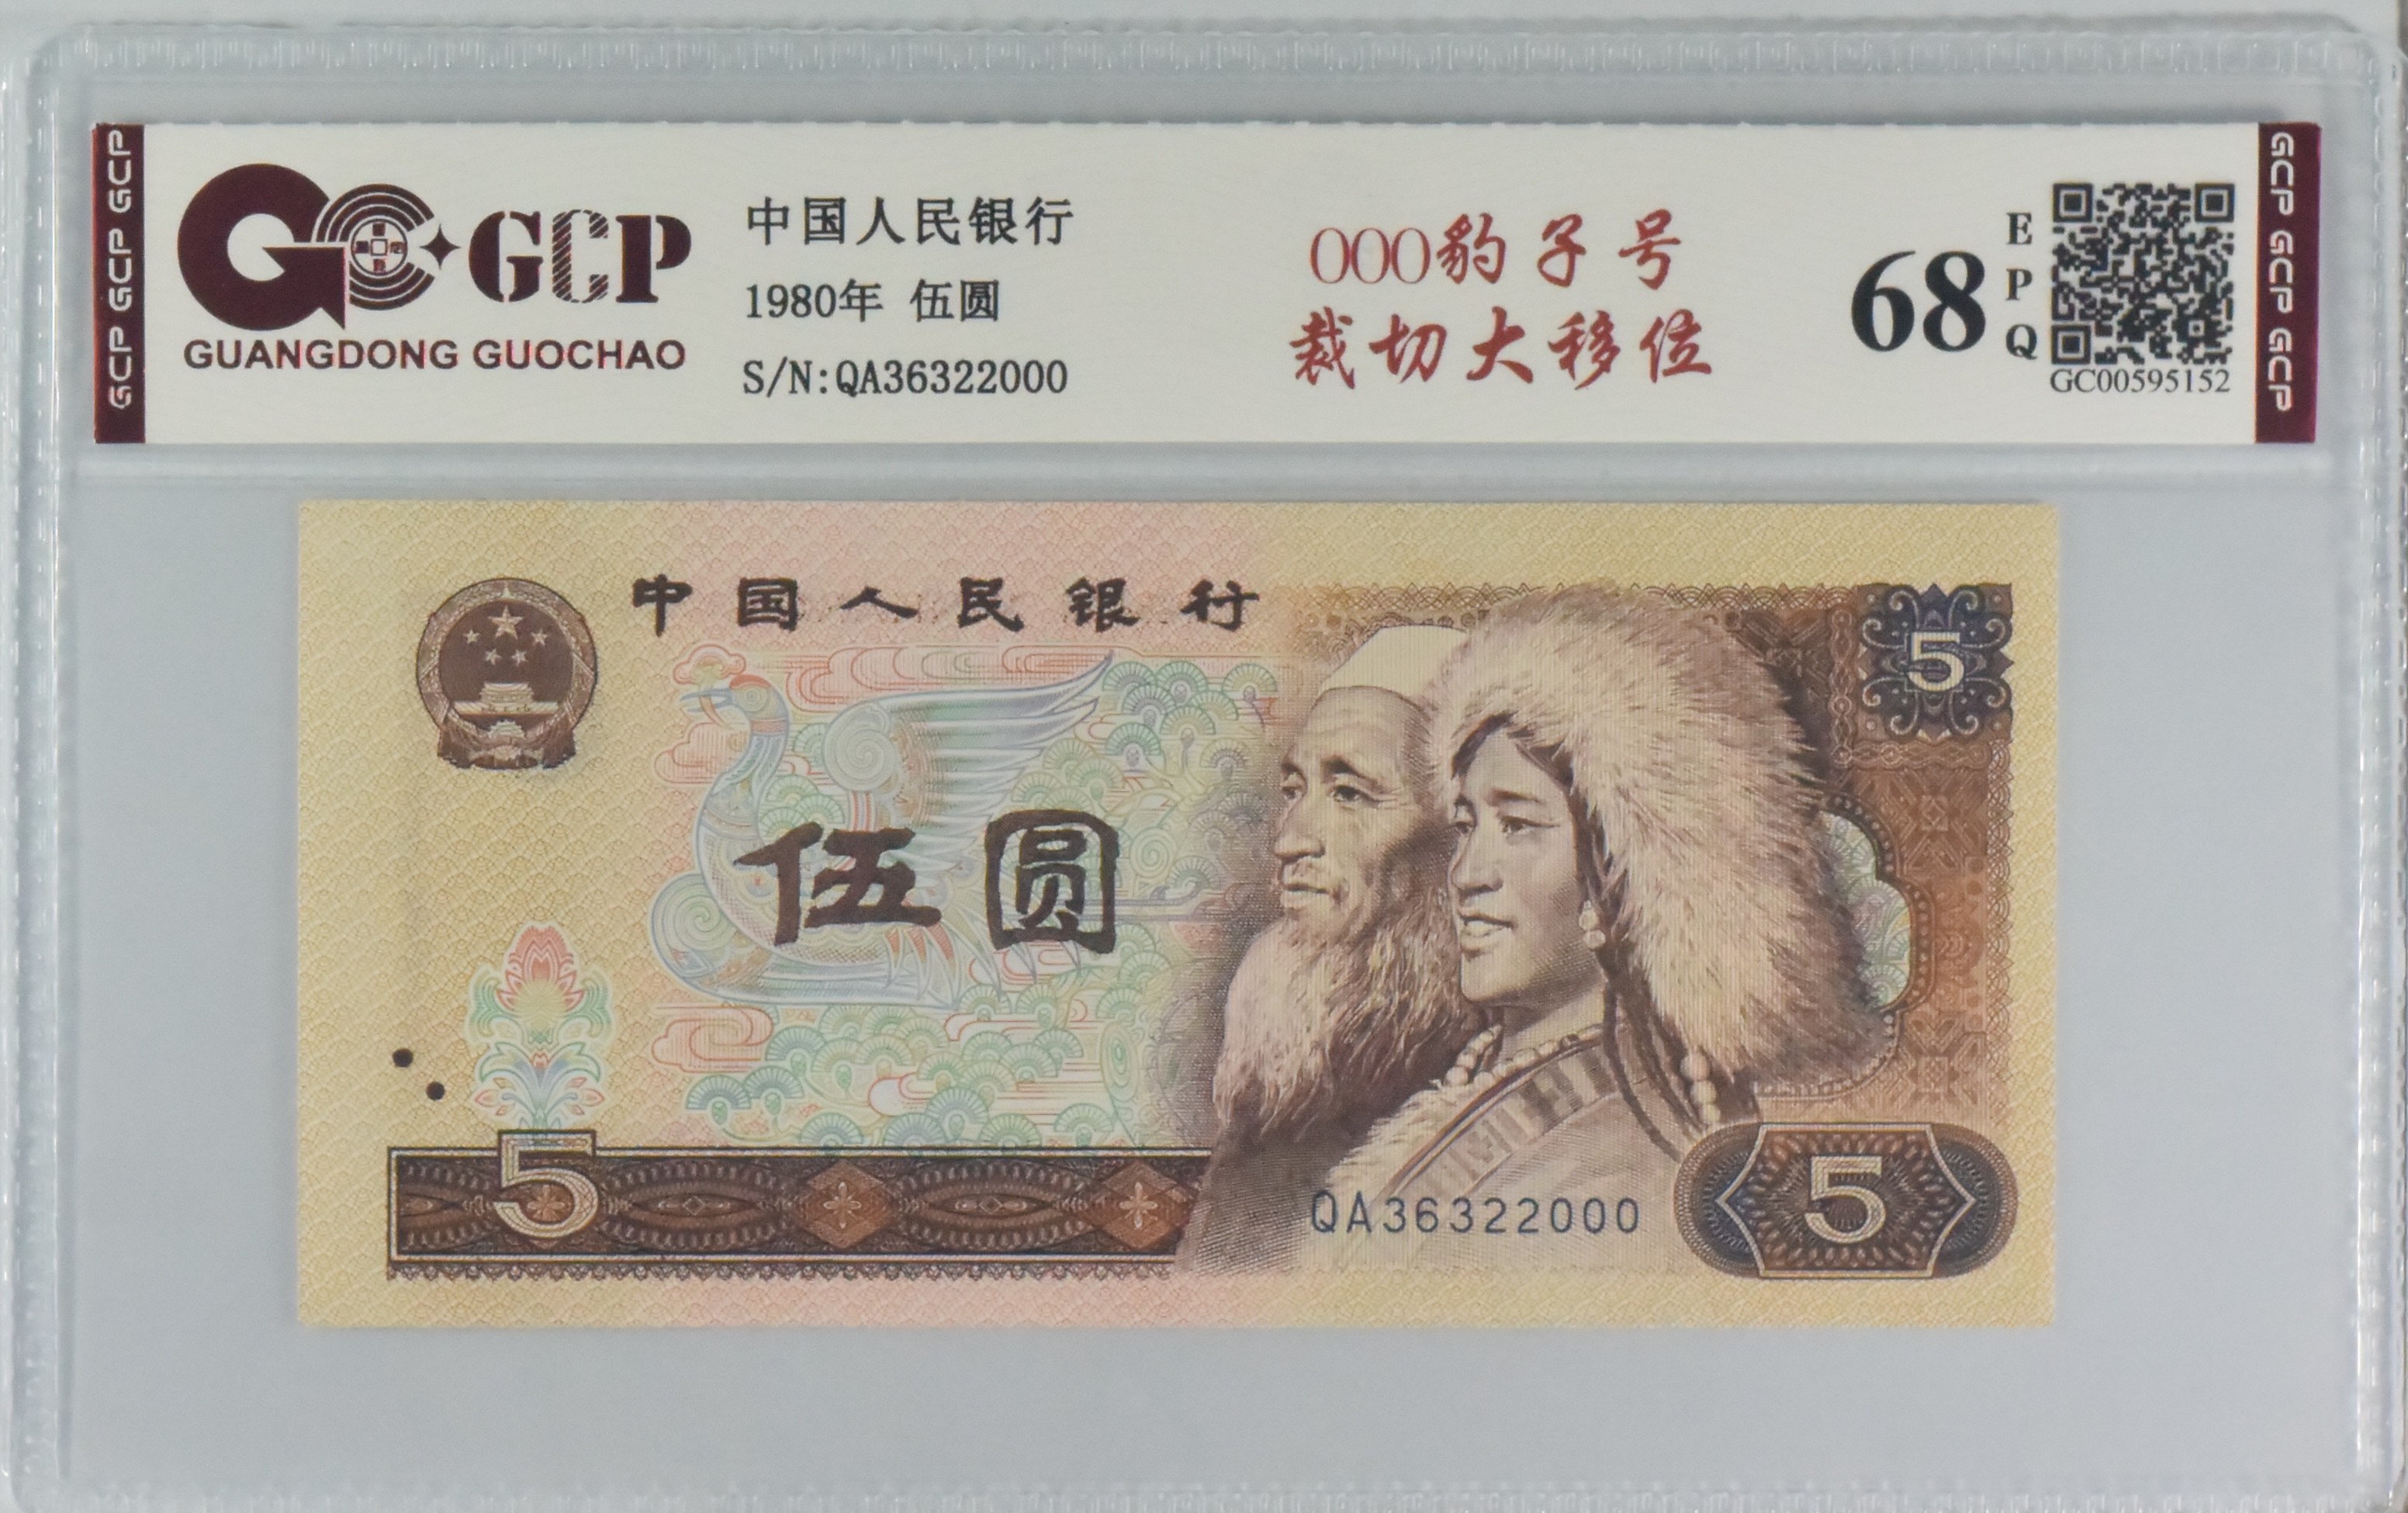 GCP GCP GCP
GCP
GUANGDONG GUOCHAO
中国人民银行
1980年 伍圆
S/N:QA36322000
000豹子号
裁切大移位
68
EPQ
GC00595152
GCP GCP GCP
中国人民银行
5
伍圆
5
QA36322000
5